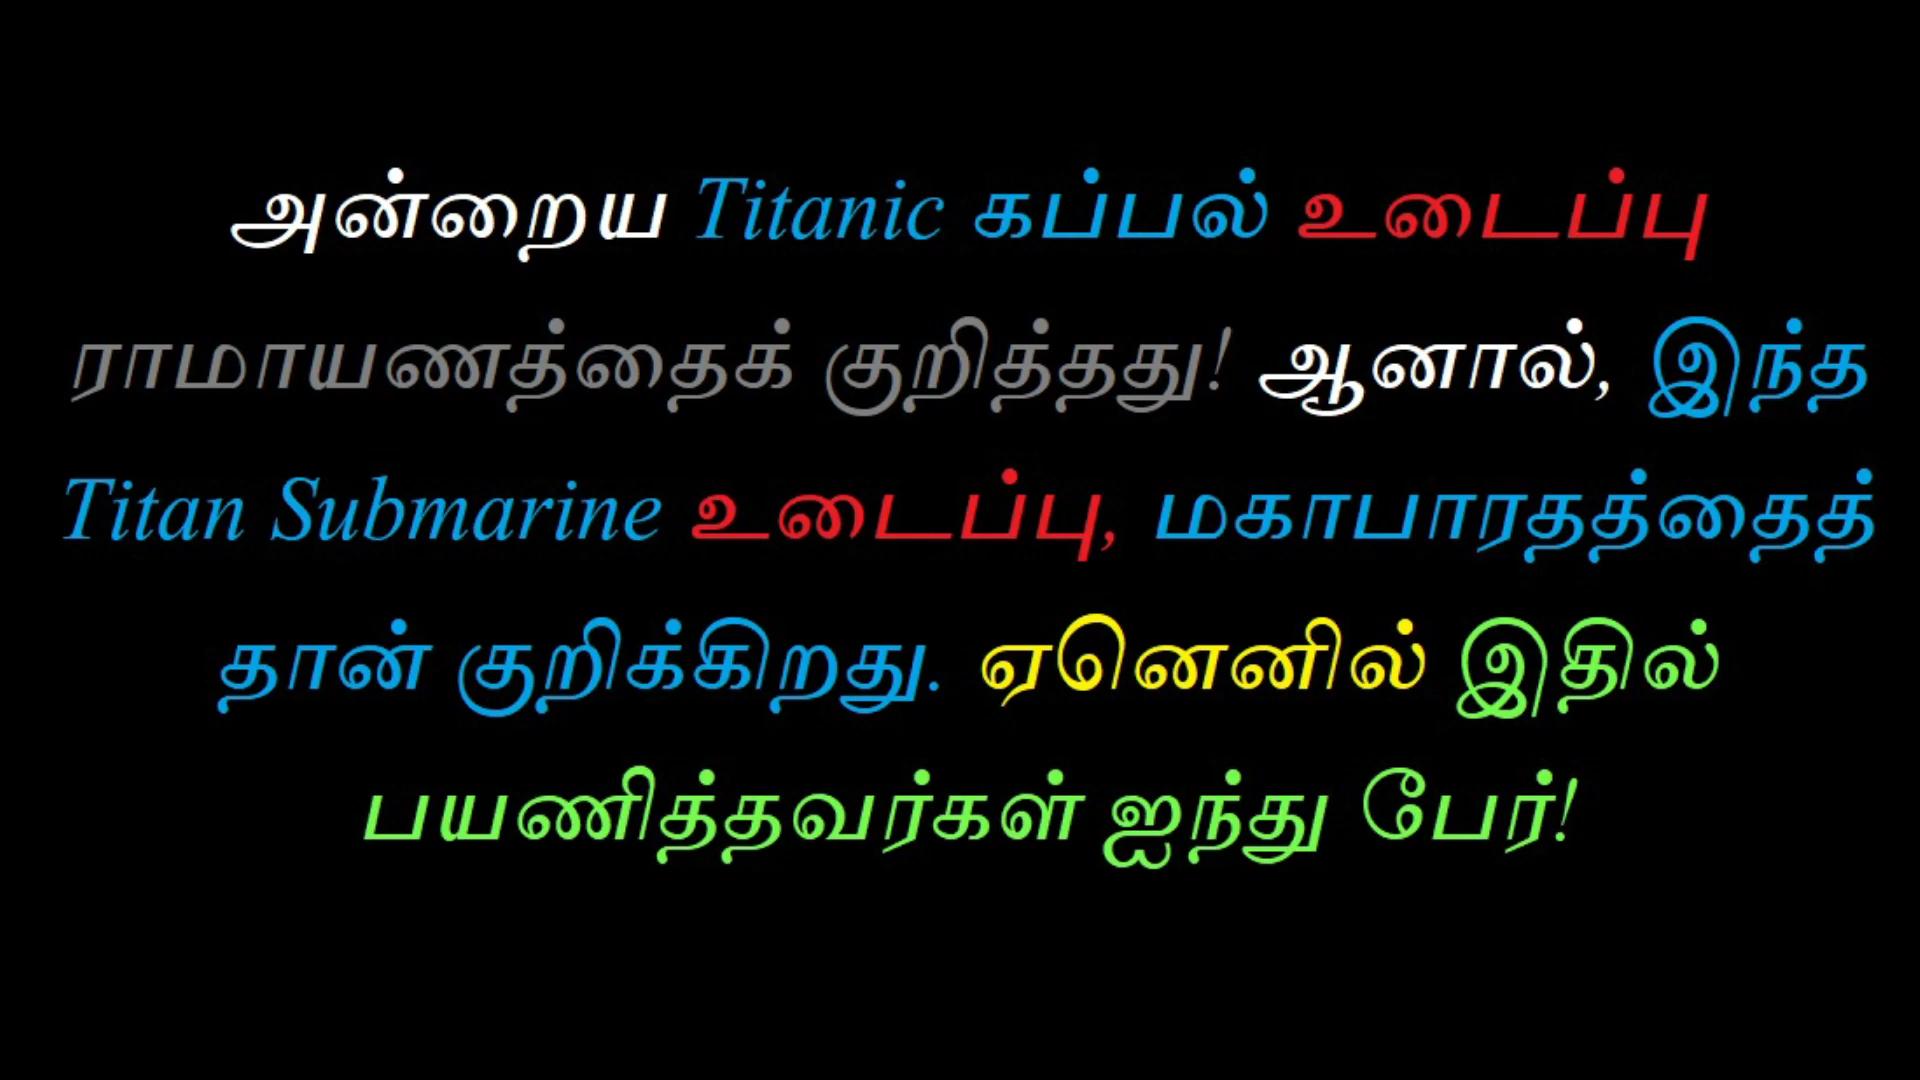 அன்றைய Titanic கப்பல் உடைப்பு
ராமாயணத்தைக் குறித்தது! ஆனால், இந்த
Titan Submarine உடைப்பு, மகாபாரதத்தைத்
தான் குறிக்கிறது. ஏனெனில் இதில்
பயணித்தவர்கள் ஐந்து பேர்!